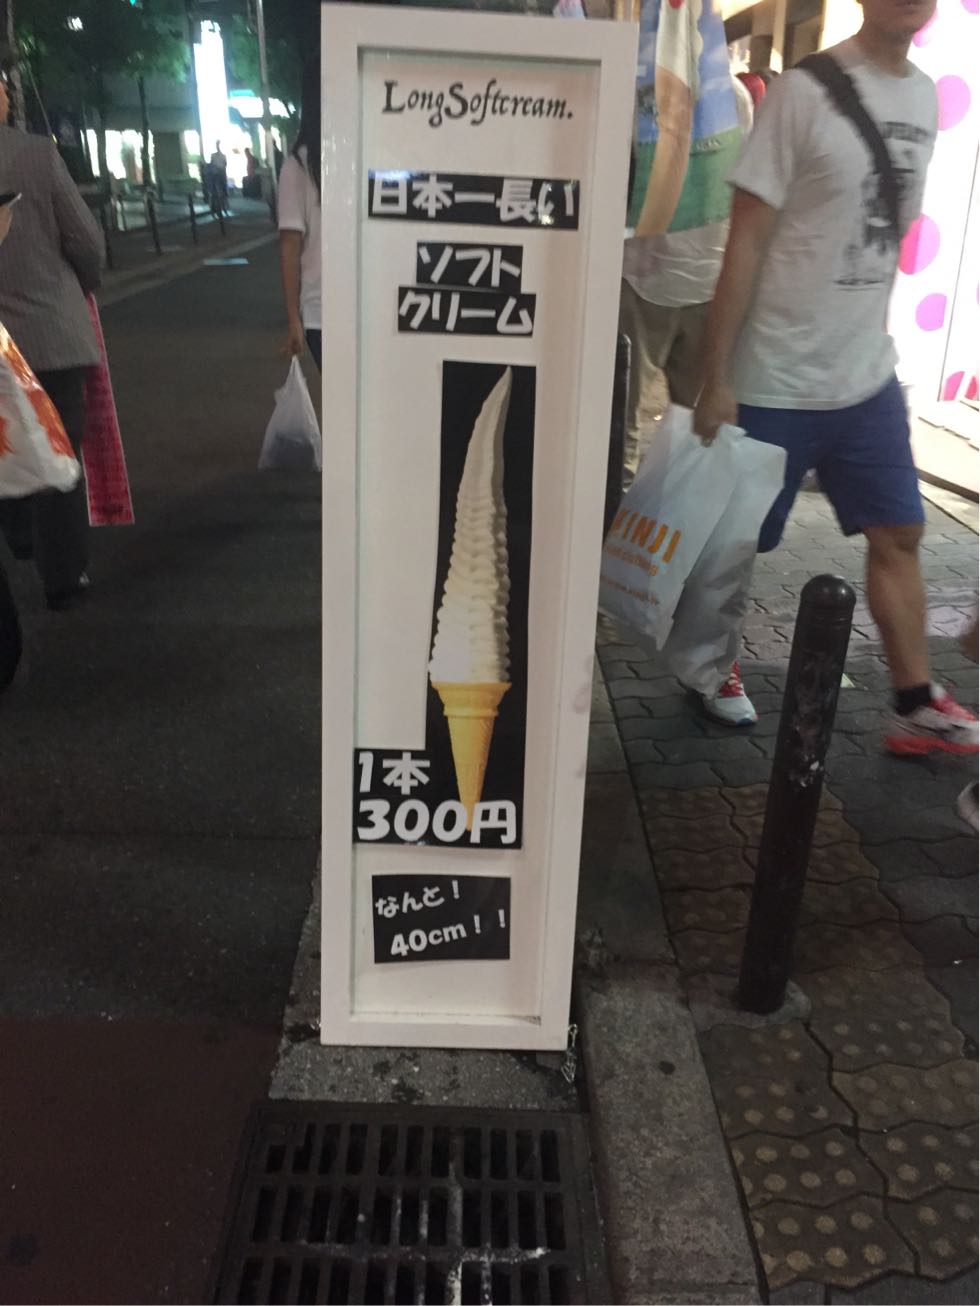 LongSoftcream.
日本一長い
ソフト
クリーム
1本
300円
なんと！
40cm！！
KINJI